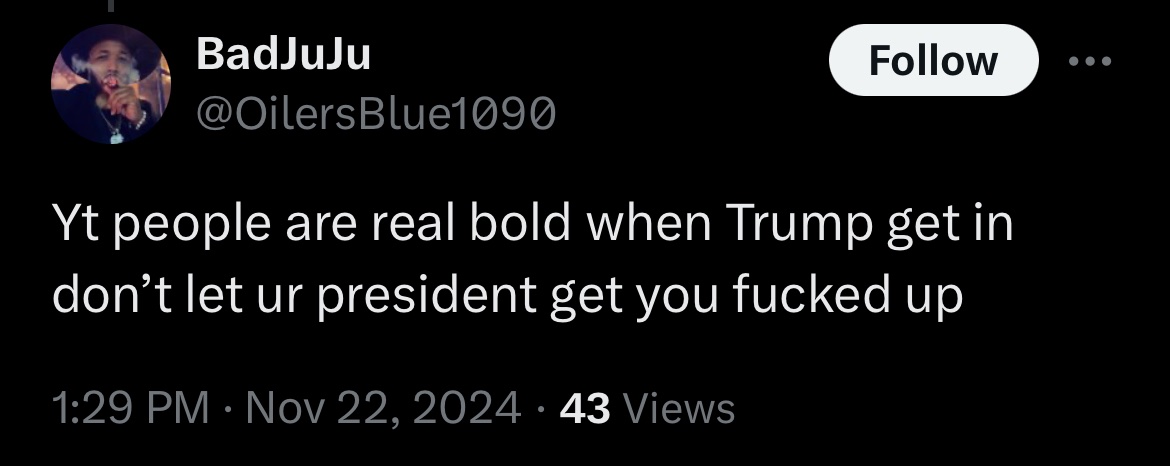 BadJuJu
Follow
@OilersBlue1090
Yt people are real bold when Trump get in
don’t let ur president get you fucked up
1:29 PM · Nov 22, 2024 · 43 Views